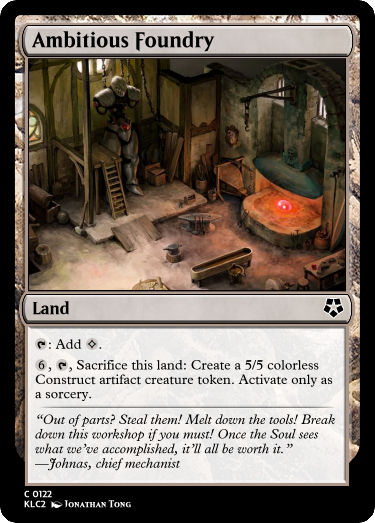 Ambitious Foundry
Land
: Add .
6, , Sacrifice this land: Create a 5/5 colorless
Construct artifact creature token. Activate only as
a sorcery.
“Out of parts? Steal them! Melt down the tools! Break
down this workshop if you must! Once the Soul sees
what we’ve accomplished, it’ll all be worth it.”
—Johnas, chief mechanist
C 0122
KLC2 Jonathan Tong